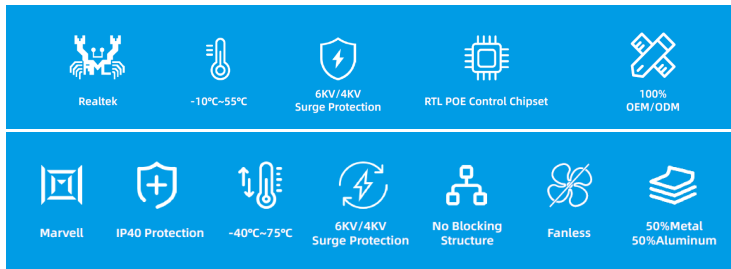 Realtek
-10℃~55℃
6KV/4KV
Surge Protection
RTL POE Control Chipset
100%
OEM/ODM
Marvell
IP40 Protection
-40℃~75℃
6KV/4KV
Surge Protection
No Blocking
Structure
Fanless
50%Metal
50%Aluminum